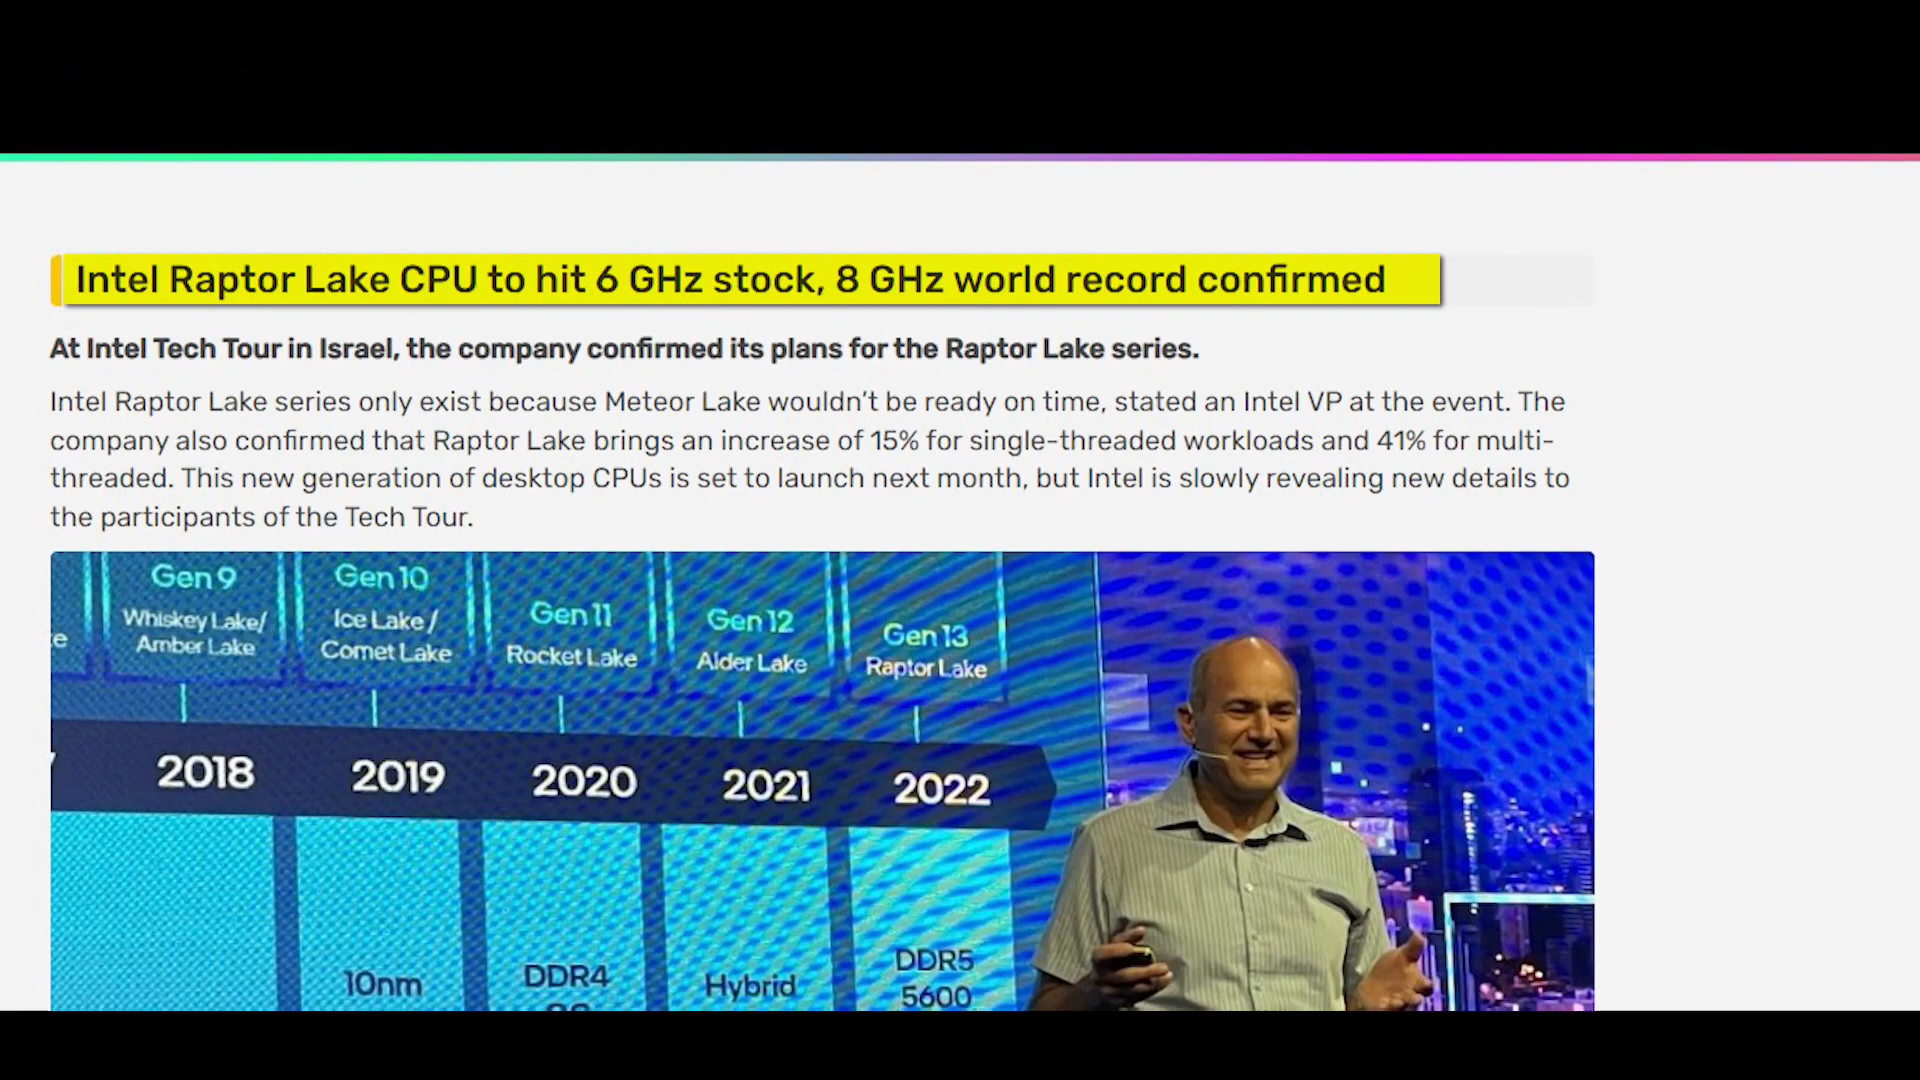 Intel Raptor Lake CPU to hit 6 GHz stock, 8 GHz world record confirmed
At Intel Tech Tour in Israel, the company confirmed its plans for the Raptor Lake series.
Intel Raptor Lake series only exist because Meteor Lake wouldn't be ready on time, stated an Intel VP at the event. The
company also confirmed that Raptor Lake brings an increase of 15% for single-threaded workloads and 41% for multi-
threaded. This new generation of desktop CPUs is set to launch next month, but Intel is slowly revealing new details to
the participants of the Tech Tour.
Gen 9
Whiskey Lake/
Amber Lake
Gen 10
Ice Lake /
Comet Lake
Gen 11
Rocket Lake
Gen 12
Alder Lake
Gen 13
Raptor Lake
2018
2019
2020
2021
2022
10nm
DDR4
Hybrid
DDR5
5600